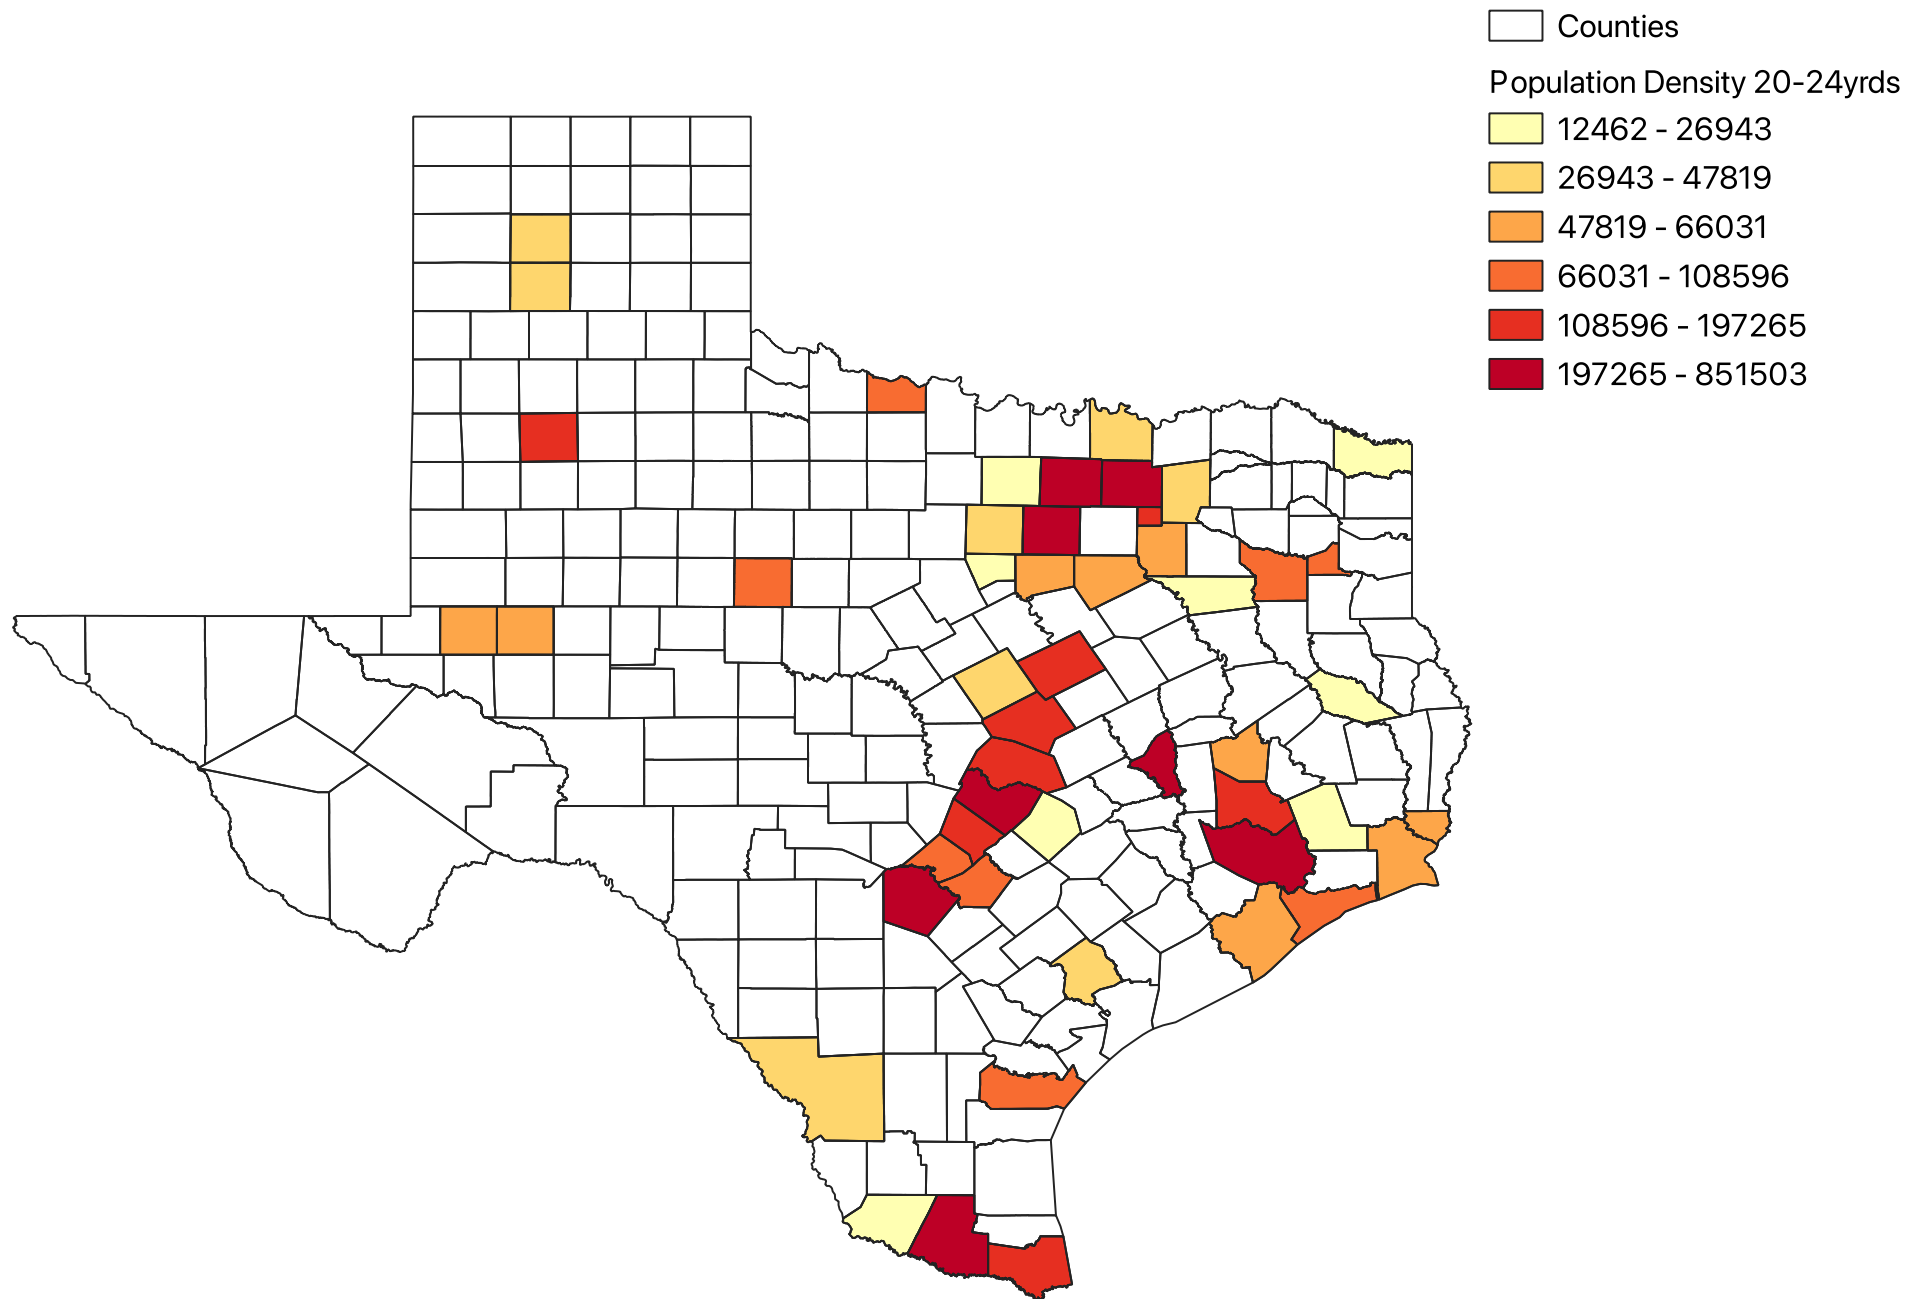 Counties
Population Density 20-24yrds
12462 - 26943
26943 - 47819
47819 - 66031
66031 - 108596
108596 - 197265
197265 - 851503